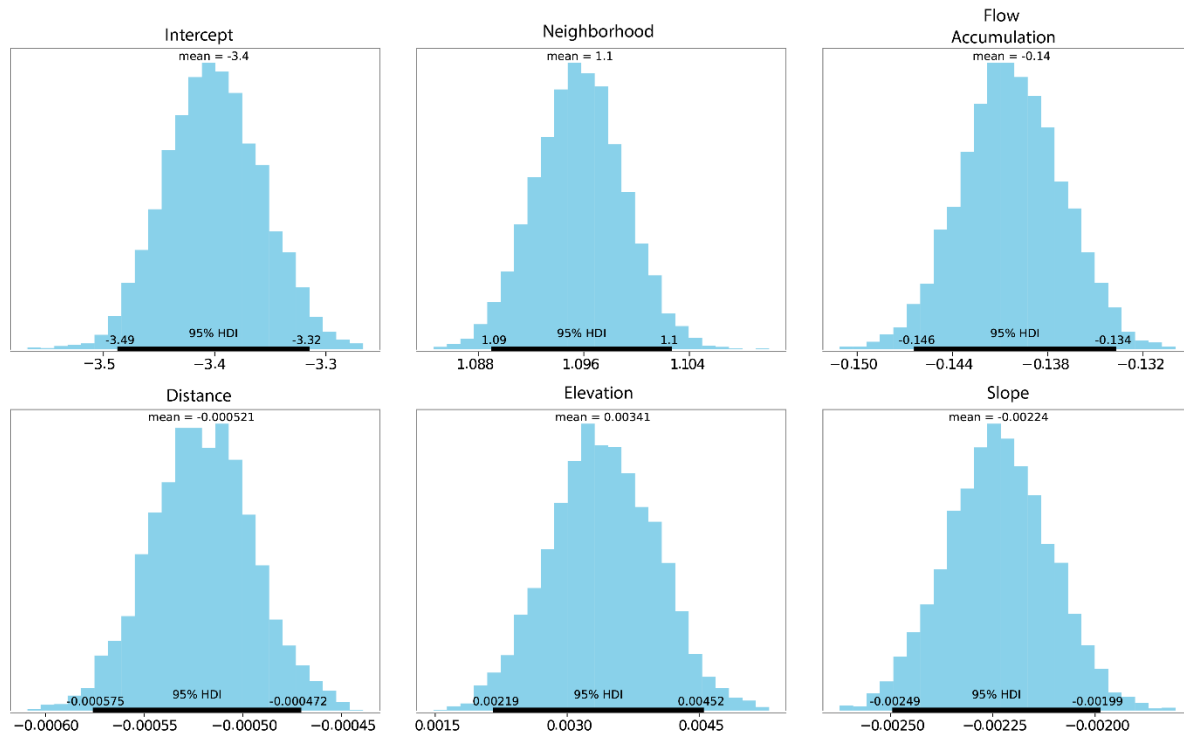 Intercept
mean = -3.4
95% HDI
-3.49 -3.32
−3.5 −3.4 −3.3
Neighborhood
mean = 1.1
95% HDI
1.09 1.1
1.088 1.096 1.104
Flow
Accumulation
mean = -0.14
95% HDI
-0.146 -0.134
−0.150 −0.144 −0.138 −0.132
Distance
mean = -0.000521
95% HDI
-0.000575 -0.000472
−0.00060 −0.00055 −0.00050 −0.00045
Elevation
mean = 0.00341
95% HDI
0.00219 0.00452
0.0015 0.0030 0.0045
Slope
mean = -0.00224
95% HDI
-0.00249 -0.00199
−0.00250 −0.00225 −0.00200